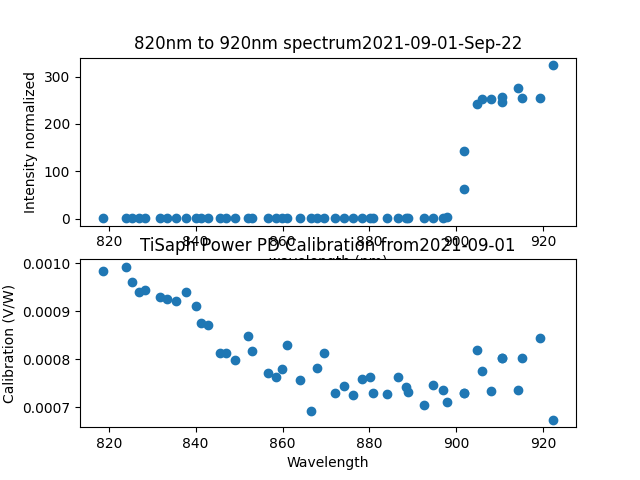 820nm to 920nm spectrum2021-09-01-Sep-22
Intensity normalized
300
200
100
0
820 840 860 880 900 920
wavelength (nm)
TiSaph Power PD Calibration from2021-09-01
Calibration (V/W)
0.0010
0.0009
0.0008
0.0007
820 840 860 880 900 920
Wavelength